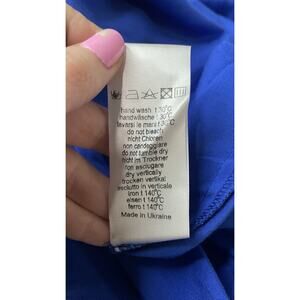 hand wash t 30°C
handwäsche t 30°C
lavarsi le mani t 30°C
do not bleach
nicht Chloren
non candeggiare
do not tumble dry
nicht im Trockner
non asciugare
dry vertically
trocken vertikal
asciutto in verticale
iron t 140°C
eisen t 140°C
ferro t 140°C
Made in Ukraine